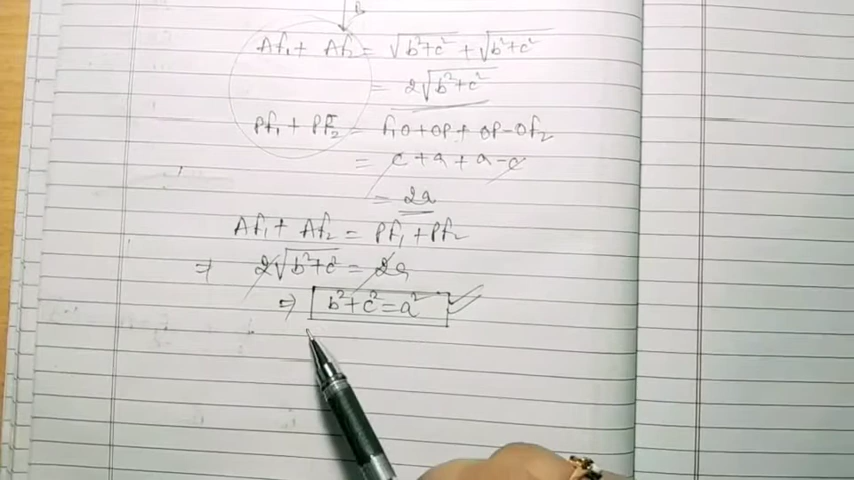 B
AF₁ + AF₂ = √b²+c² + √b²+c²
= 2√b²+c²
PF₁ + PF₂ = F₁O + OP + OP - OF₂
= c + a + a - c
= 2a
AF₁ + AF₂ = PF₁ + PF₂
⇒ 2√b²+c² = 2a
⇒ b²+c² = a²